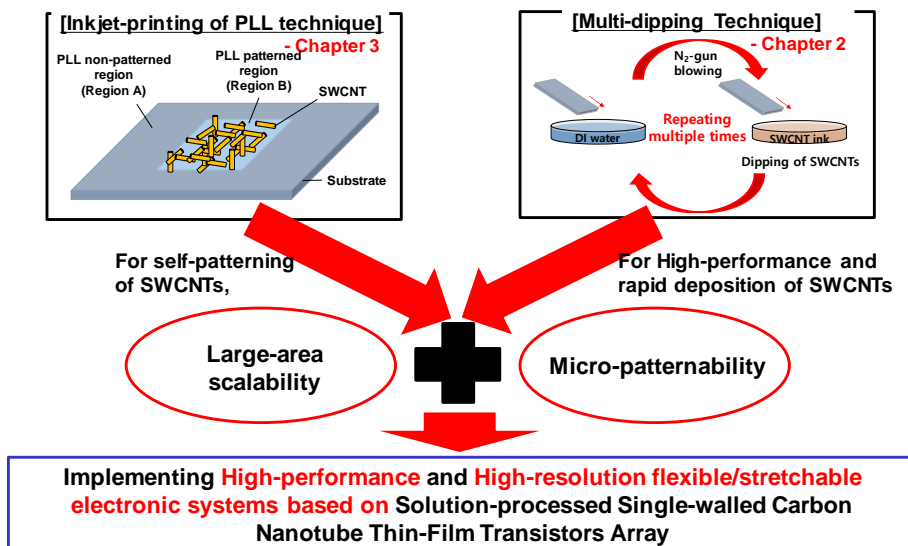 [Inkjet-printing of PLL technique]
- Chapter 3
PLL non-patterned
region
(Region A)
PLL patterned
region
(Region B)
SWCNT
Substrate
[Multi-dipping Technique]
- Chapter 2
N₂-gun
blowing
Repeating
multiple times
DI water
SWCNT ink
Dipping of SWCNTs
For self-patterning
of SWCNTs,
For High-performance and
rapid deposition of SWCNTs
Large-area
scalability
Micro-patternability
Implementing High-performance and High-resolution flexible/stretchable
electronic systems based on Solution-processed Single-walled Carbon
Nanotube Thin-Film Transistors Array